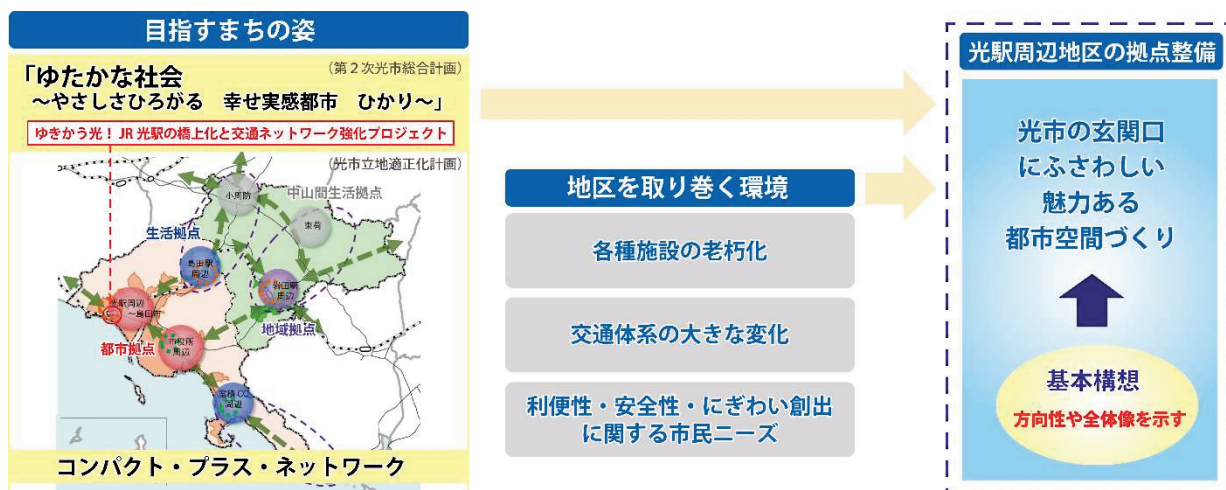 目指すまちの姿
「ゆたかな社会
(第2次光市総合計画)
～やさしさひろがる　幸せ実感都市　ひかり～」
ゆきかう光！ JR光駅の橋上化と交通ネットワーク強化プロジェクト
(光市立地適正化計画)
小周防
中山間生活拠点
束荷
生活拠点
島田駅
周辺
岩田駅
周辺
光駅周辺
～島田市
地域拠点
都市拠点
市役所
周辺
室積CC
周辺
コンパクト・プラス・ネットワーク
地区を取り巻く環境
各種施設の老朽化
交通体系の大きな変化
利便性・安全性・にぎわい創出
に関する市民ニーズ
光駅周辺地区の拠点整備
光市の玄関口
にふさわしい
魅力ある
都市空間づくり
基本構想
方向性や全体像を示す